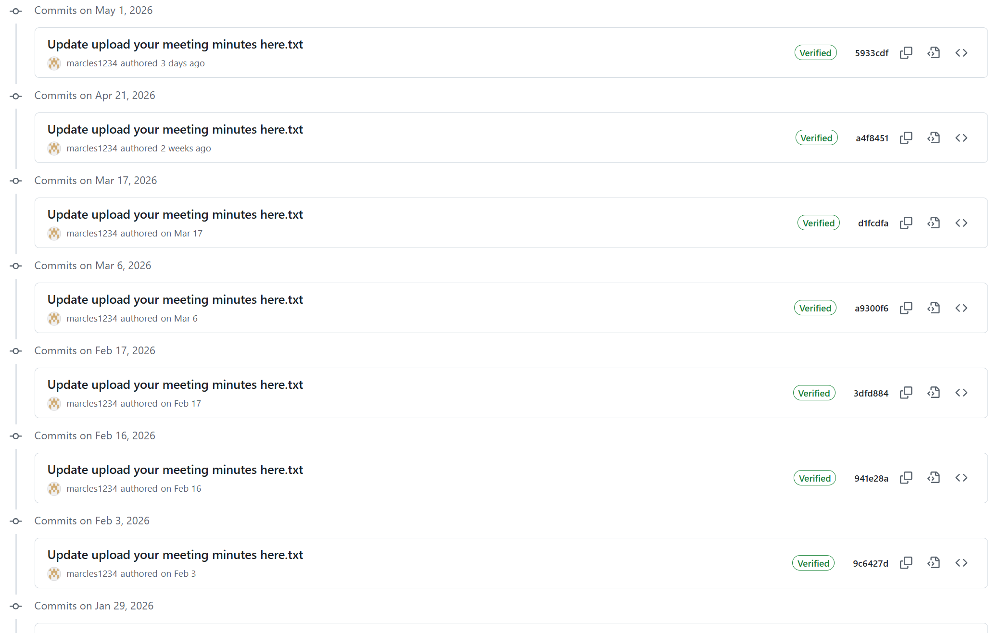 Commits on May 1, 2026
Update upload your meeting minutes here.txt
marcles1234 authored 3 days ago
Verified 5933cdf
Commits on Apr 21, 2026
Update upload your meeting minutes here.txt
marcles1234 authored 2 weeks ago
Verified a4f8451
Commits on Mar 17, 2026
Update upload your meeting minutes here.txt
marcles1234 authored on Mar 17
Verified d1fcdfa
Commits on Mar 6, 2026
Update upload your meeting minutes here.txt
marcles1234 authored on Mar 6
Verified a9300f6
Commits on Feb 17, 2026
Update upload your meeting minutes here.txt
marcles1234 authored on Feb 17
Verified 3dfd884
Commits on Feb 16, 2026
Update upload your meeting minutes here.txt
marcles1234 authored on Feb 16
Verified 941e28a
Commits on Feb 3, 2026
Update upload your meeting minutes here.txt
marcles1234 authored on Feb 3
Verified 9c6427d
Commits on Jan 29, 2026